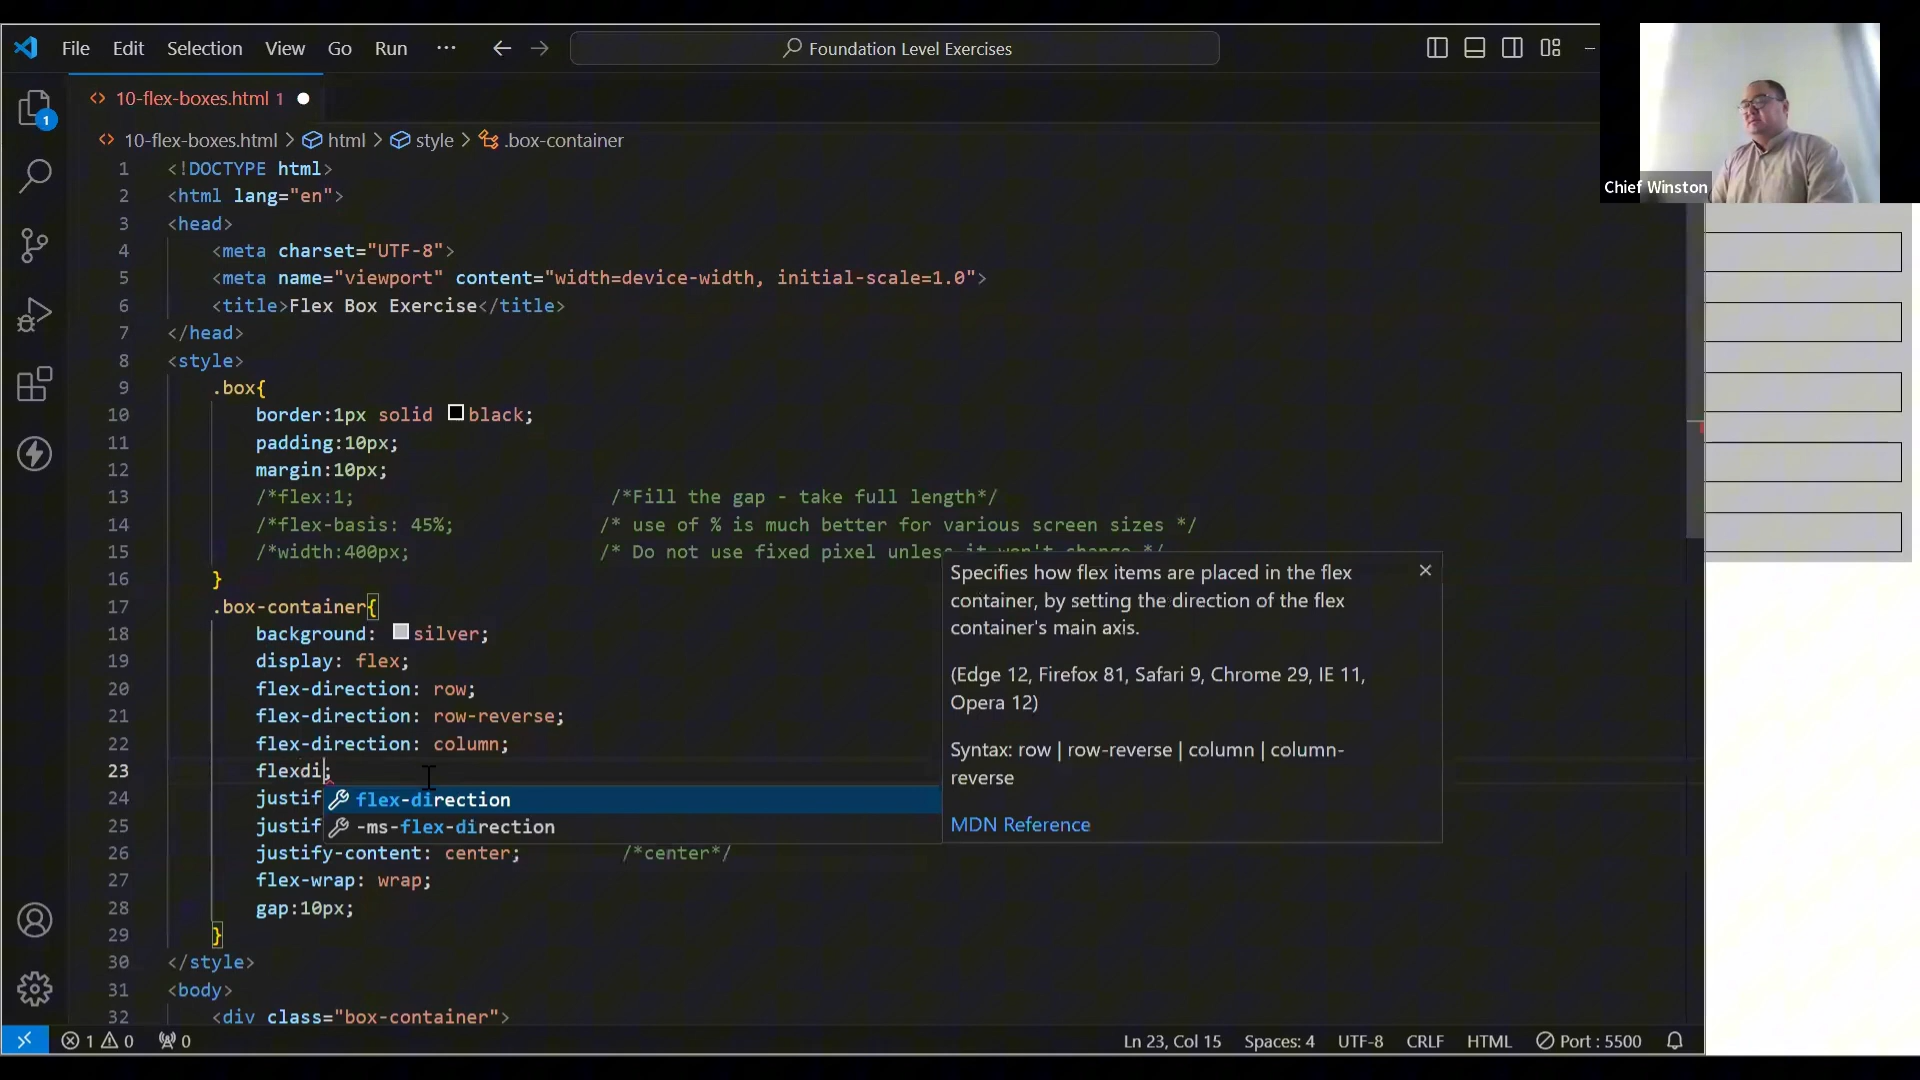 File Edit Selection View Go Run ··· Foundation Level Exercises
10-flex-boxes.html 1
10-flex-boxes.html > html > style > .box-container
Chief Winston
1 <!DOCTYPE html>
2 <html lang="en">
3 <head>
4 <meta charset="UTF-8">
5 <meta name="viewport" content="width=device-width, initial-scale=1.0">
6 <title>Flex Box Exercise</title>
7 </head>
8 <style>
9 .box{
10 border:1px solid black;
11 padding:10px;
12 margin:10px;
13 /*flex:1; /*Fill the gap - take full length*/
14 /*flex-basis: 45%; /* use of % is much better for various screen sizes */
15 /*width:400px; /* Do not use fixed pixel unless it won't change */
16 }
17 .box-container{
18 background: silver;
19 display: flex;
20 flex-direction: row;
21 flex-direction: row-reverse;
22 flex-direction: column;
23 flexdi;
24 justif
25 justif
26 justify-content: center; /*center*/
27 flex-wrap: wrap;
28 gap:10px;
29 }
30 </style>
31 <body>
32 <div class="box-container">
flex-direction
-ms-flex-direction
Specifies how flex items are placed in the flex
container, by setting the direction of the flex
container's main axis.
(Edge 12, Firefox 81, Safari 9, Chrome 29, IE 11,
Opera 12)
Syntax: row | row-reverse | column | column-
reverse
MDN Reference
1
1 0 0 Ln 23, Col 15 Spaces: 4 UTF-8 CRLF HTML Port : 5500